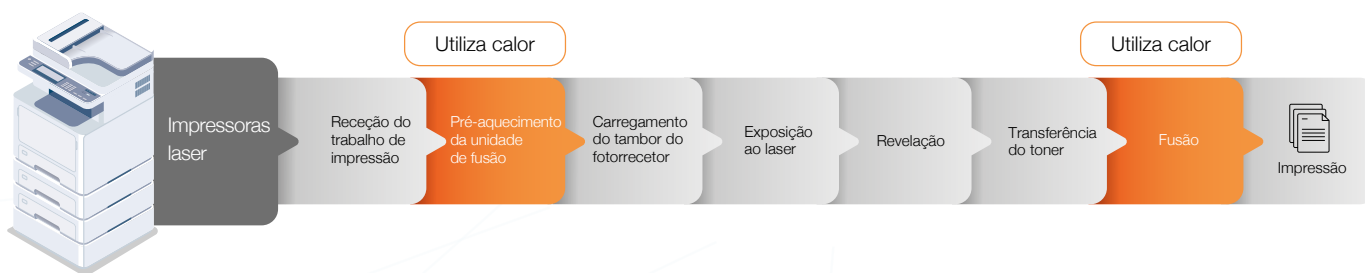 Utiliza calor
Utiliza calor
Impressoras
laser
Receção do
trabalho de
impressão
Pré-aquecimento
da unidade
de fusão
Carregamento
do tambor do
fotorrecetor
Exposição
ao laser
Revelação
Transferência
do toner
Fusão
Impressão